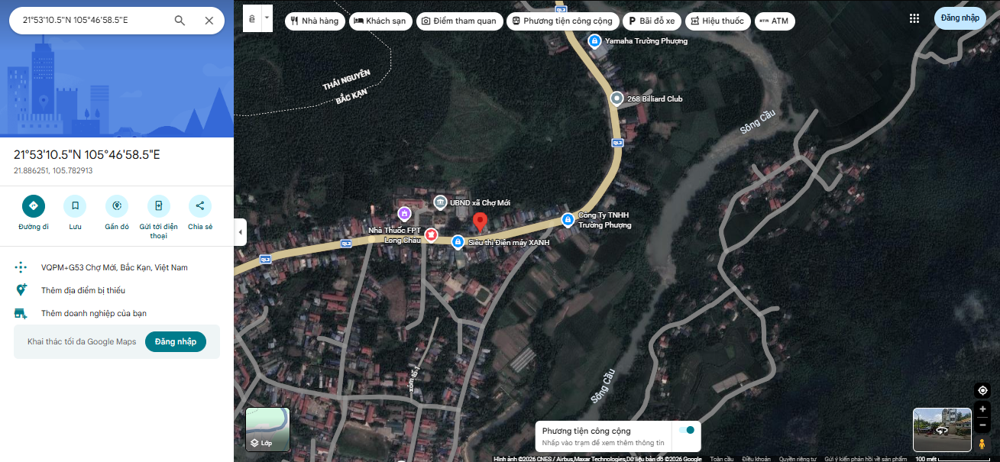 21°53'10.5"N 105°46'58.5"E
Nhà hàng
Khách sạn
Điểm tham quan
Phương tiện công cộng
Bãi đỗ xe
Hiệu thuốc
ATM
Đăng nhập
QL3
Yamaha Trường Phượng
THÁI NGUYÊN
BẮC KẠN
268 Billiard Club
Sông Cầu
QL3
21°53'10.5"N 105°46'58.5"E
21.886251, 105.782913
Đường đi
Lưu
Gần đó
Gửi tới điện
thoại
Chia sẻ
UBND xã Chợ Mới
Công Ty TNHH
Trường Phượng
Nhà Thuốc FPT
Long Châu
Siêu thị Điện máy XANH
QL3
QL3
VQPM+G53 Chợ Mới, Bắc Kạn, Việt Nam
Thêm địa điểm bị thiếu
Thêm doanh nghiệp của bạn
Khai thác tối đa Google Maps
Đăng nhập
xóm tổ 1
Sông Cầu
Lớp
Phương tiện công cộng
Nhấp vào trạm để xem thêm thông tin
Hình ảnh ©2026 CNES / Airbus,Maxar Technologies,Dữ liệu bản đồ ©2026 Google
Toàn cầu
Điều khoản
Quyền riêng tư
Gửi ý kiến phản hồi về sản phẩm
100 mét